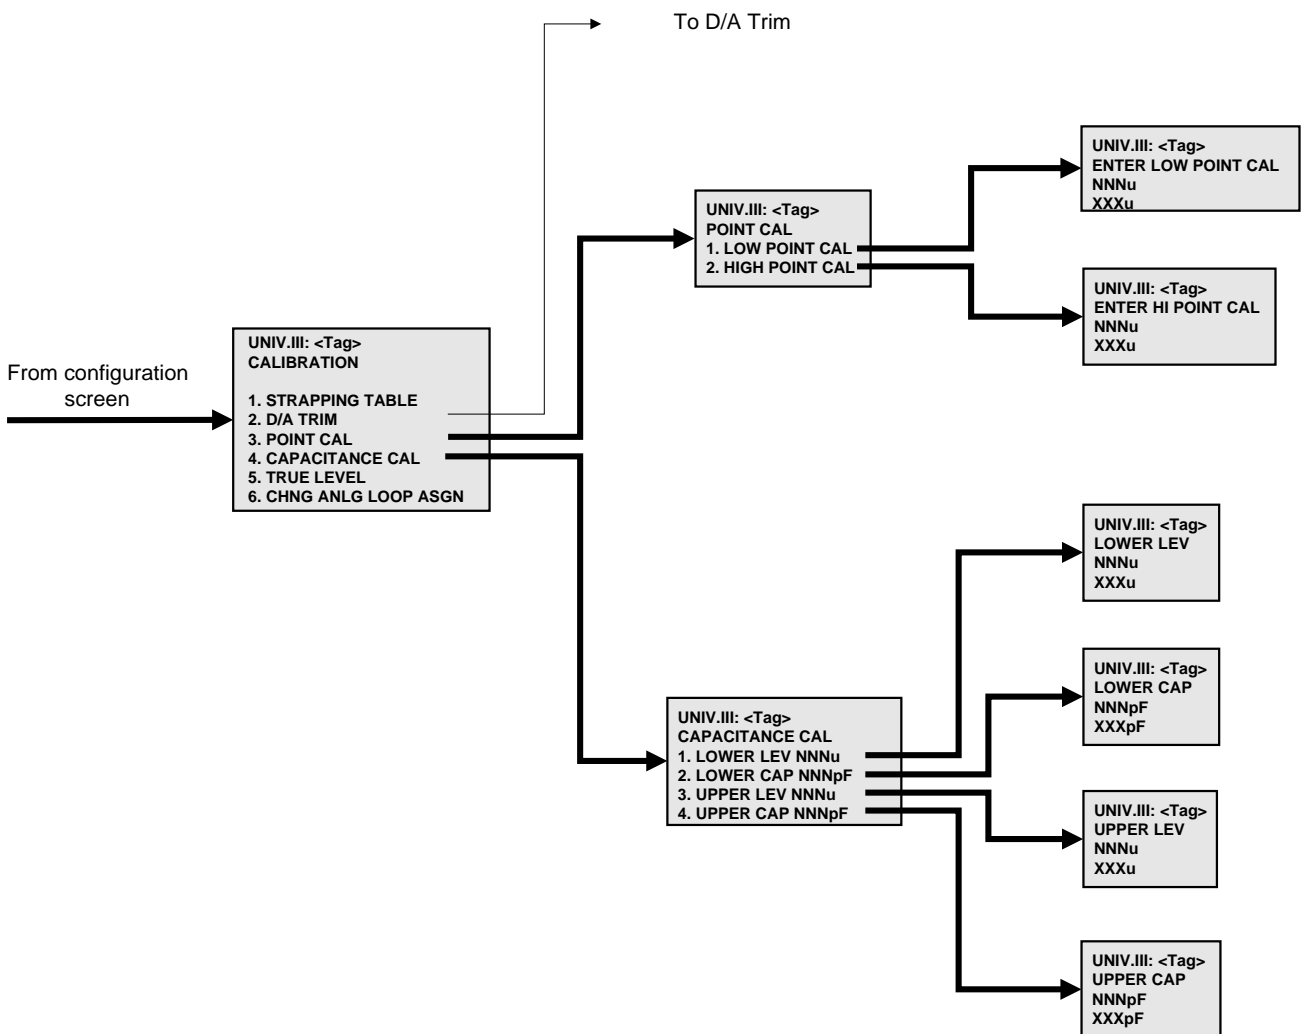 To D/A Trim
UNIV.III: <Tag>
ENTER LOW POINT CAL
NNNu
XXXu
UNIV.III: <Tag>
POINT CAL
1. LOW POINT CAL
2. HIGH POINT CAL
UNIV.III: <Tag>
ENTER HI POINT CAL
NNNu
XXXu
From configuration
screen
UNIV.III: <Tag>
CALIBRATION
1. STRAPPING TABLE
2. D/A TRIM
3. POINT CAL
4. CAPACITANCE CAL
5. TRUE LEVEL
6. CHNG ANLG LOOP ASGN
UNIV.III: <Tag>
LOWER LEV
NNNu
XXXu
UNIV.III: <Tag>
LOWER CAP
NNNpF
XXXpF
UNIV.III: <Tag>
CAPACITANCE CAL
1. LOWER LEV NNNu
2. LOWER CAP NNNpF
3. UPPER LEV NNNu
4. UPPER CAP NNNpF
UNIV.III: <Tag>
UPPER LEV
NNNu
XXXu
UNIV.III: <Tag>
UPPER CAP
NNNpF
XXXpF